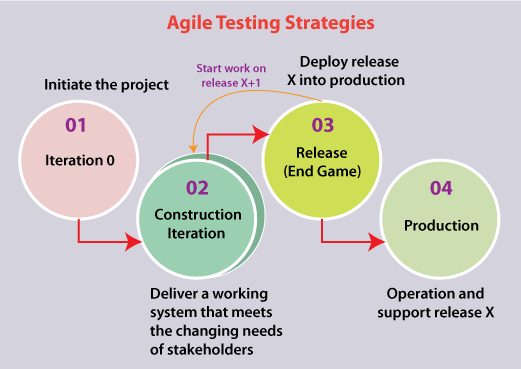 Agile Testing Strategies
Initiate the project
01
Iteration 0
Start work on
release X+1
Deploy release
X into production
02
Construction
Iteration
Deliver a working
system that meets
the changing needs
of stakeholders
03
Release
(End Game)
04
Production
Operation and
support release X